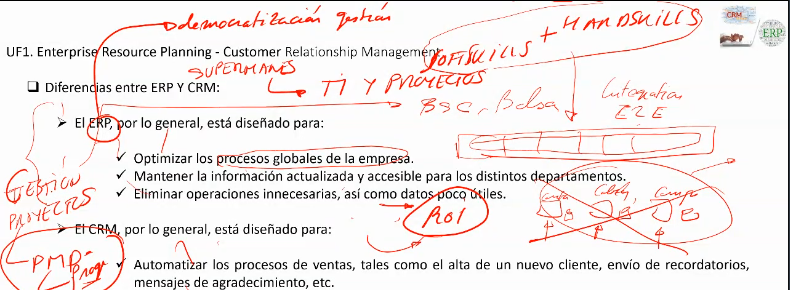 democratización gestión
SOFTSKILLS + HARDSKILLS
CRM
ERP
UF1. Enterprise Resource Planning - Customer Relationship Management
SUPERMANES
TI Y PROYECTOS
Diferencias entre ERP Y CRM:
BSC, Bolsa
Integration
E2E
El ERP, por lo general, está diseñado para:
Optimizar los procesos globales de la empresa.
Mantener la información actualizada y accesible para los distintos departamentos.
Eliminar operaciones innecesarias, así como datos poco útiles.
GESTIÓN
PROYECTOS
ROI
El CRM, por lo general, está diseñado para:
PMP
Automatizar los procesos de ventas, tales como el alta de un nuevo cliente, envío de recordatorios,
mensajes de agradecimiento, etc.